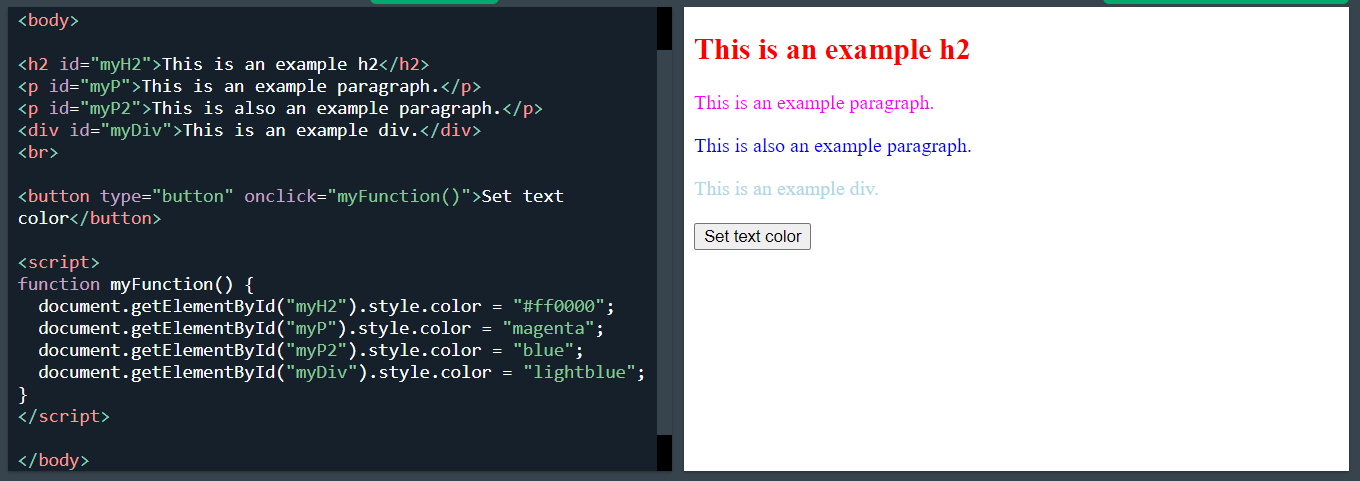 <body>
<h2 id="myH2">This is an example h2</h2>
<p id="myP">This is an example paragraph.</p>
<p id="myP2">This is also an example paragraph.</p>
<div id="myDiv">This is an example div.</div>
<br>
<button type="button" onclick="myFunction()">Set text
color</button>
<script>
function myFunction() {
  document.getElementById("myH2").style.color = "#ff0000";
  document.getElementById("myP").style.color = "magenta";
  document.getElementById("myP2").style.color = "blue";
  document.getElementById("myDiv").style.color = "lightblue";
}
</script>
</body>
This is an example h2
This is an example paragraph.
This is also an example paragraph.
This is an example div.
Set text color